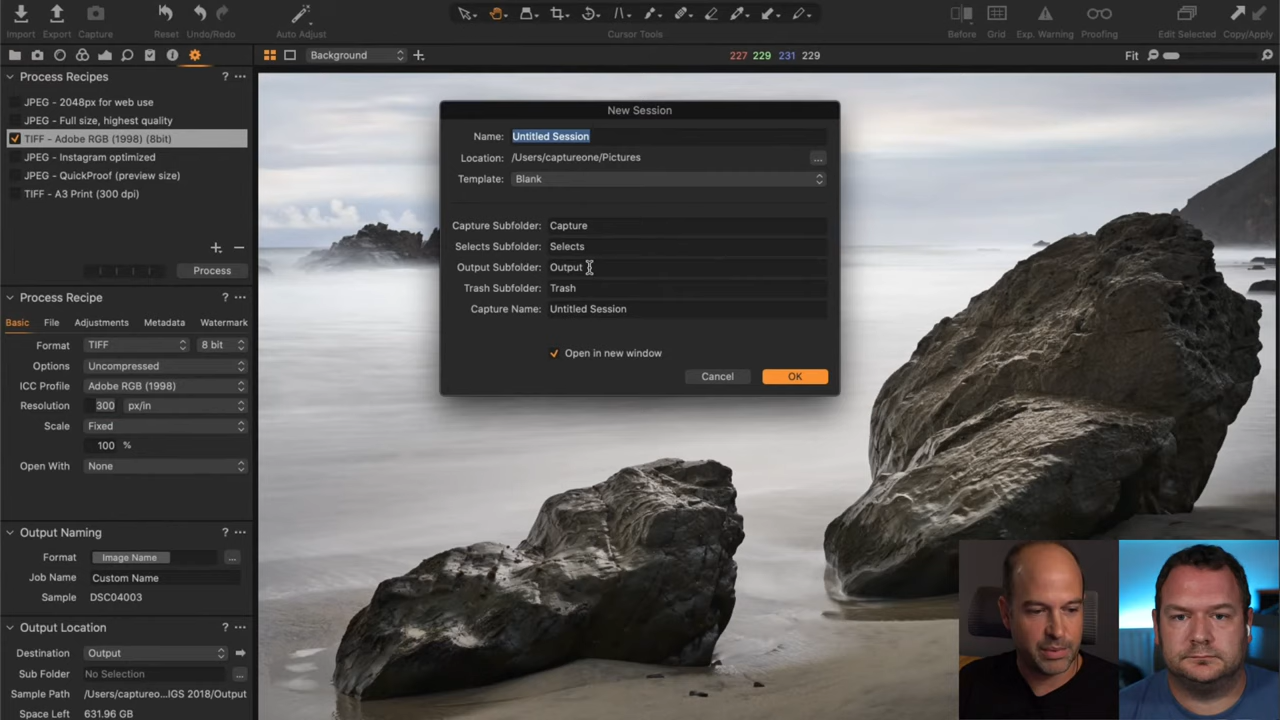 Import Export Capture Reset Undo/Redo Auto Adjust Cursor Tools Before Grid Exp. Warning Proofing Edit Selected Copy/Apply
Background 227 229 231 229 Fit
Process Recipes ? ...
JPEG - 2048px for web use
JPEG - Full size, highest quality
TIFF - Adobe RGB (1998) (8bit)
JPEG - Instagram optimized
JPEG - QuickProof (preview size)
TIFF - A3 Print (300 dpi)
Process
Process Recipe ? ...
Basic File Adjustments Metadata Watermark
Format TIFF 8 bit
Options Uncompressed
ICC Profile Adobe RGB (1998)
Resolution 300 px/in
Scale Fixed
100 %
Open With None
Output Naming ? ...
Format Image Name ...
Job Name Custom Name
Sample DSC04003
Output Location ? ...
Destination Output
Sub Folder No Selection ...
Sample Path /Users/captureo...IGS 2018/Output
Space Left 631.96 GB
New Session
Name: Untitled Session
Location: /Users/captureone/Pictures ...
Template: Blank
Capture Subfolder: Capture
Selects Subfolder: Selects
Output Subfolder: Output
Trash Subfolder: Trash
Capture Name: Untitled Session
Open in new window
Cancel OK